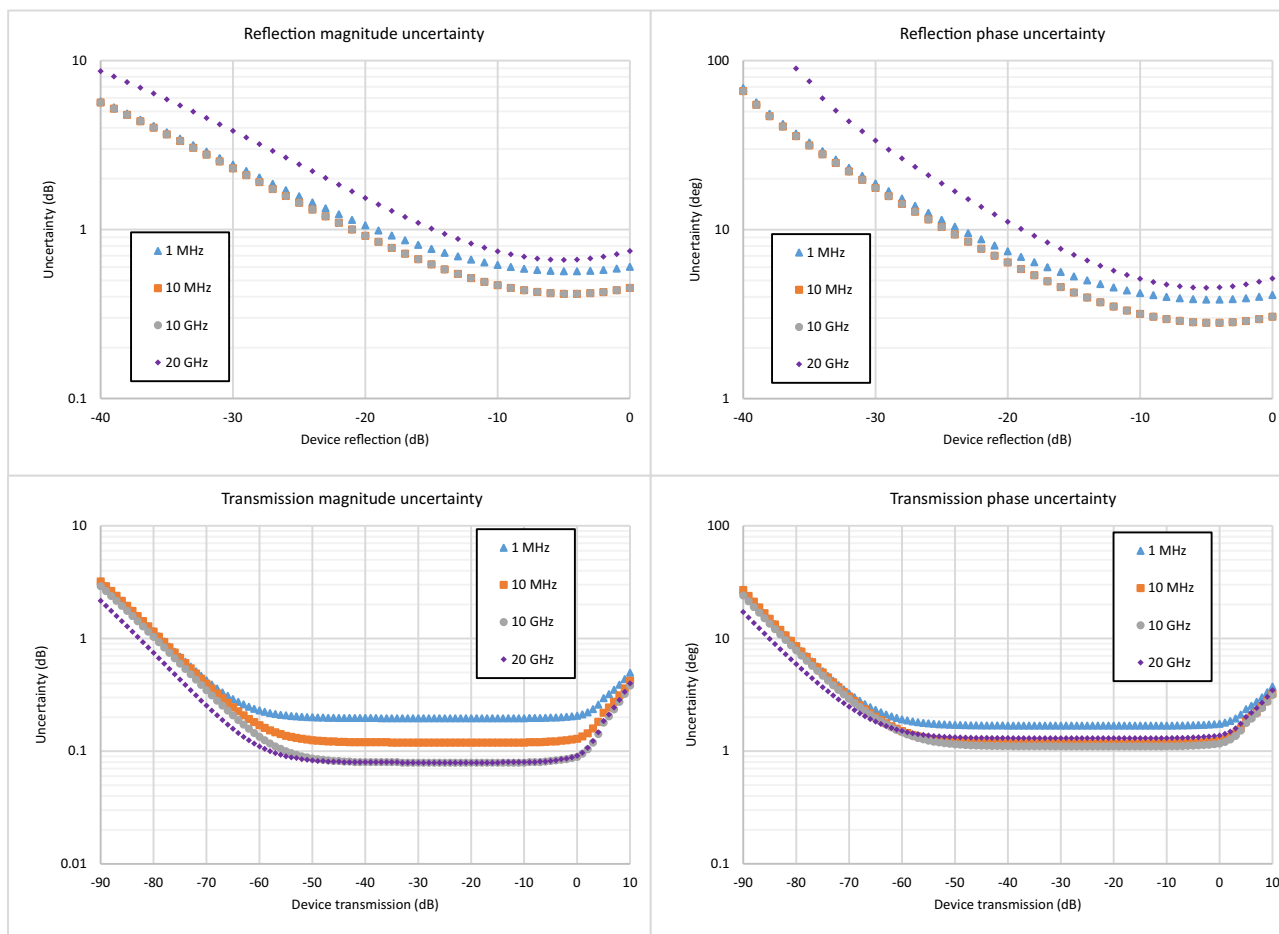 Reflection magnitude uncertainty
10
1
0.1
Uncertainty (dB)
1 MHz
10 MHz
10 GHz
20 GHz
-40
-30
-20
-10
0
Device reflection (dB)
Reflection phase uncertainty
100
10
1
Uncertainty (deg)
1 MHz
10 MHz
10 GHz
20 GHz
-40
-30
-20
-10
0
Device reflection (dB)
Transmission magnitude uncertainty
10
1
0.1
0.01
Uncertainty (dB)
1 MHz
10 MHz
10 GHz
20 GHz
-90
-80
-70
-60
-50
-40
-30
-20
-10
0
10
Device transmission (dB)
Transmission phase uncertainty
100
10
1
0.1
Uncertainty (deg)
1 MHz
10 MHz
10 GHz
20 GHz
-90
-80
-70
-60
-50
-40
-30
-20
-10
0
10
Device transmission (dB)